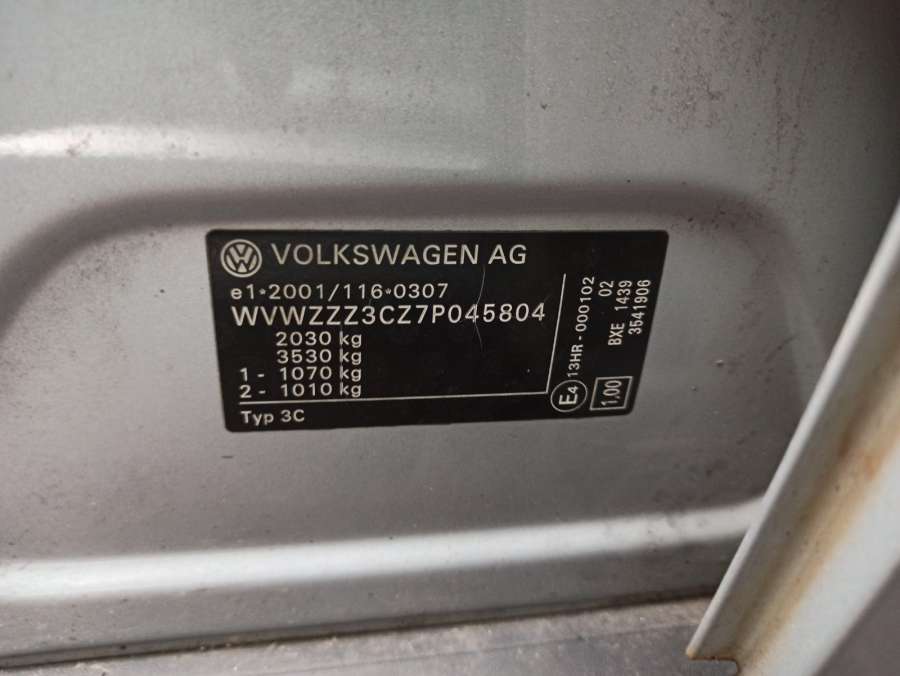 VOLKSWAGEN AG
e1*2001/116*0307
WVWZZZ3CZ7P045804
2030 kg
3530 kg
1- 1070 kg
2- 1010 kg
Typ 3C
E4
13HR - 000102
02
BXE 1439
3541906
1.00